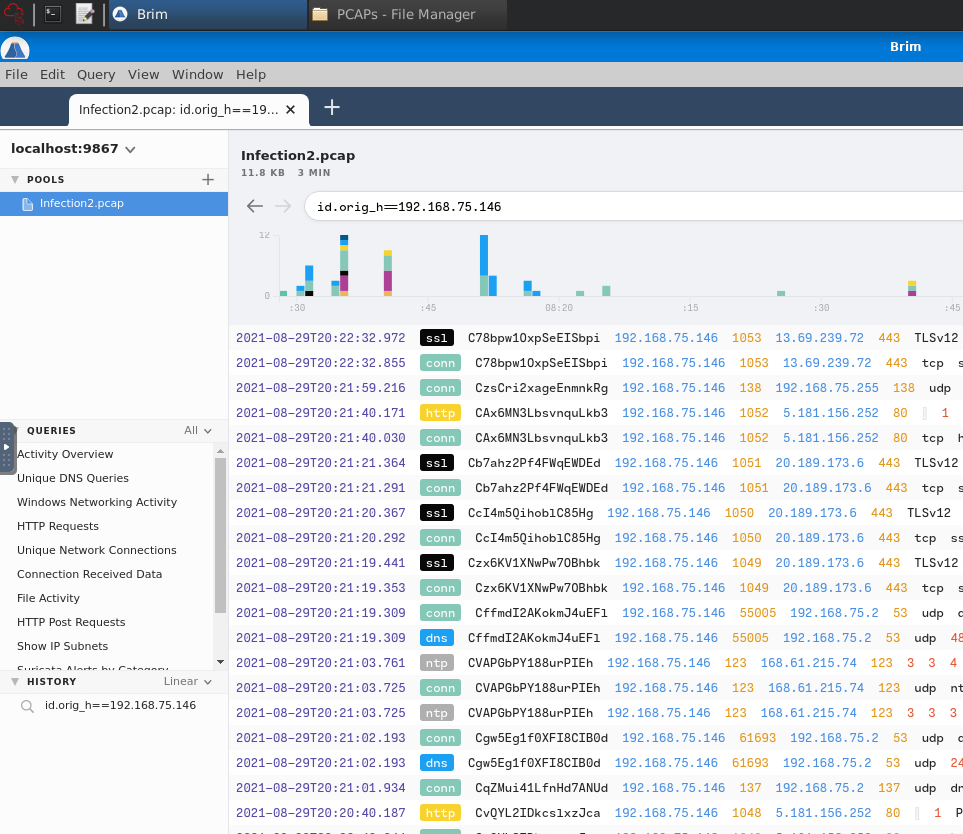 Brim
PCAPs - File Manager
Brim
File Edit Query View Window Help
Infection2.pcap: id.orig_h==19... ✕ +
localhost:9867
POOLS +
Infection2.pcap
Infection2.pcap
11.8 KB 3 MIN
id.orig_h==192.168.75.146
12
0
:30 :45 08:20 :15 :30 :45
2021-08-29T20:22:32.972 ssl C78bpw1OxpSeEISbpi 192.168.75.146 1053 13.69.239.72 443 TLSv12
2021-08-29T20:22:32.855 conn C78bpw1OxpSeEISbpi 192.168.75.146 1053 13.69.239.72 443 tcp s
2021-08-29T20:21:59.216 conn CzsCri2xageEnmnkRg 192.168.75.146 138 192.168.75.255 138 udp
2021-08-29T20:21:40.171 http CAx6MN3LbsvnquLkb3 192.168.75.146 1052 5.181.156.252 80 1
2021-08-29T20:21:40.030 conn CAx6MN3LbsvnquLkb3 192.168.75.146 1052 5.181.156.252 80 tcp h
2021-08-29T20:21:21.364 ssl Cb7ahz2Pf4FWqEWDEd 192.168.75.146 1051 20.189.173.6 443 TLSv12
2021-08-29T20:21:21.291 conn Cb7ahz2Pf4FWqEWDEd 192.168.75.146 1051 20.189.173.6 443 tcp s
2021-08-29T20:21:20.367 ssl CcI4m5QihoblC85Hg 192.168.75.146 1050 20.189.173.6 443 TLSv12
2021-08-29T20:21:20.292 conn CcI4m5QihoblC85Hg 192.168.75.146 1050 20.189.173.6 443 tcp ss
2021-08-29T20:21:19.441 ssl Czx6KV1XNwPw7OBhbk 192.168.75.146 1049 20.189.173.6 443 TLSv12
2021-08-29T20:21:19.353 conn Czx6KV1XNwPw7OBhbk 192.168.75.146 1049 20.189.173.6 443 tcp s
2021-08-29T20:21:19.309 conn CffmdI2AKokmJ4uEFl 192.168.75.146 55005 192.168.75.2 53 udp
2021-08-29T20:21:19.309 dns CffmdI2AKokmJ4uEFl 192.168.75.146 55005 192.168.75.2 53 udp 48
2021-08-29T20:21:03.761 ntp CVAPGbPY188urPIEh 192.168.75.146 123 168.61.215.74 123 3 3 4
2021-08-29T20:21:03.725 conn CVAPGbPY188urPIEh 192.168.75.146 123 168.61.215.74 123 udp nt
2021-08-29T20:21:03.725 ntp CVAPGbPY188urPIEh 192.168.75.146 123 168.61.215.74 123 3 3 3
2021-08-29T20:21:02.193 conn Cgw5Eg1f0XFI8CIB0d 192.168.75.146 61693 192.168.75.2 53 udp
2021-08-29T20:21:02.193 dns Cgw5Eg1f0XFI8CIB0d 192.168.75.146 61693 192.168.75.2 53 udp 24
2021-08-29T20:21:01.934 conn CqZMui41LfnHd7ANUd 192.168.75.146 137 192.168.75.2 137 udp dn
2021-08-29T20:20:40.187 http CvQYL2IDkcslxzJca 192.168.75.146 1048 5.181.156.252 80 1 P
QUERIES All
Activity Overview
Unique DNS Queries
Windows Networking Activity
HTTP Requests
Unique Network Connections
Connection Received Data
File Activity
HTTP Post Requests
Show IP Subnets
Suricata Alerts by Category
HISTORY Linear
id.orig_h==192.168.75.146